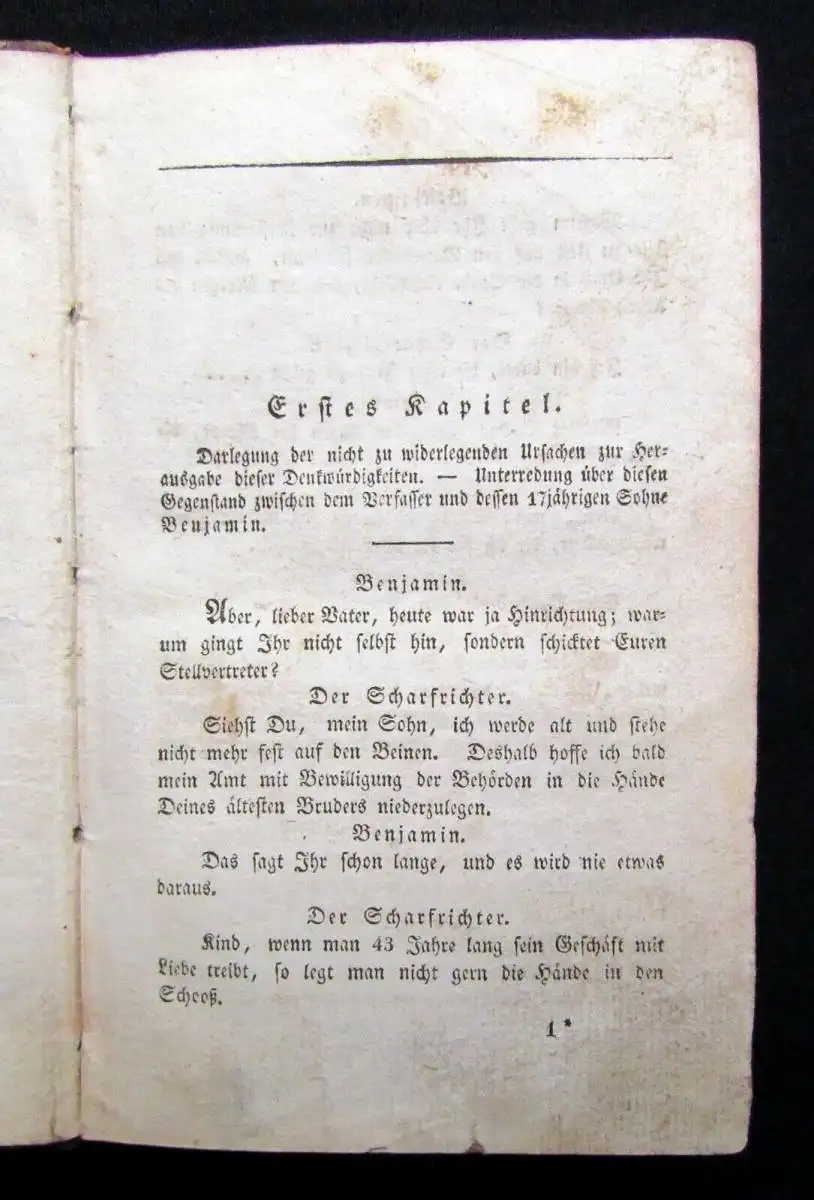 Erstes Kapitel.
Darlegung der nicht zu widerlegenden Ursachen zur Her-
ausgabe dieser Denkwürdigkeiten. — Unterredung über diesen
Gegenstand zwischen dem Verfasser und dessen 17jährigen Sohne
Benjamin.
Benjamin.
Aber, lieber Vater, heute war ja Hinrichtung; war-
um gingt Ihr nicht selbst hin, sondern schicktet Euren
Stellvertreter?
Der Scharfrichter.
Siehst Du, mein Sohn, ich werde alt und stehe
nicht mehr fest auf den Beinen. Deshalb hoffe ich bald
mein Amt mit Bewilligung der Behörden in die Hände
Deines ältesten Bruders niederzulegen.
Benjamin.
Das sagt Ihr schon lange, und es wird nie etwas
daraus.
Der Scharfrichter.
Kind, wenn man 43 Jahre lang sein Geschäft mit
Liebe treibt, so legt man nicht gern die Hände in den
Schooß.
1*